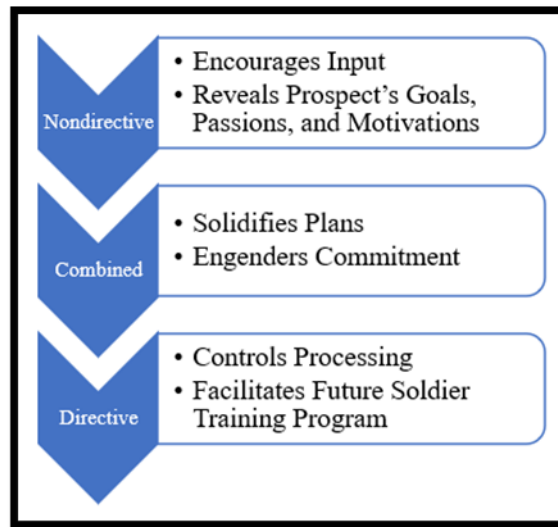 Nondirective
• Encourages Input
• Reveals Prospect's Goals,
Passions, and Motivations
Combined
• Solidifies Plans
• Engenders Commitment
Directive
• Controls Processing
• Facilitates Future Soldier
Training Program